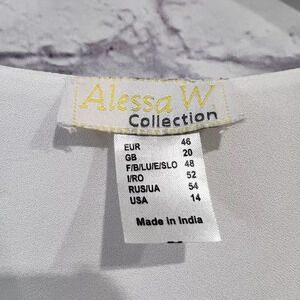 Alessa W
Collection
EUR 46
GB 20
F/B/LU/E/SLO 48
I/RO 52
RUS/UA 54
USA 14
Made in India